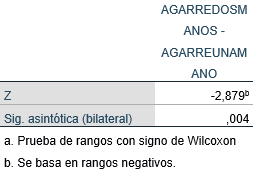 AGARREDOSM
ANOS -
AGARREUNAM
ANO
Z -2,879b
Sig. asintótica (bilateral) ,004
a. Prueba de rangos con signo de Wilcoxon
b. Se basa en rangos negativos.